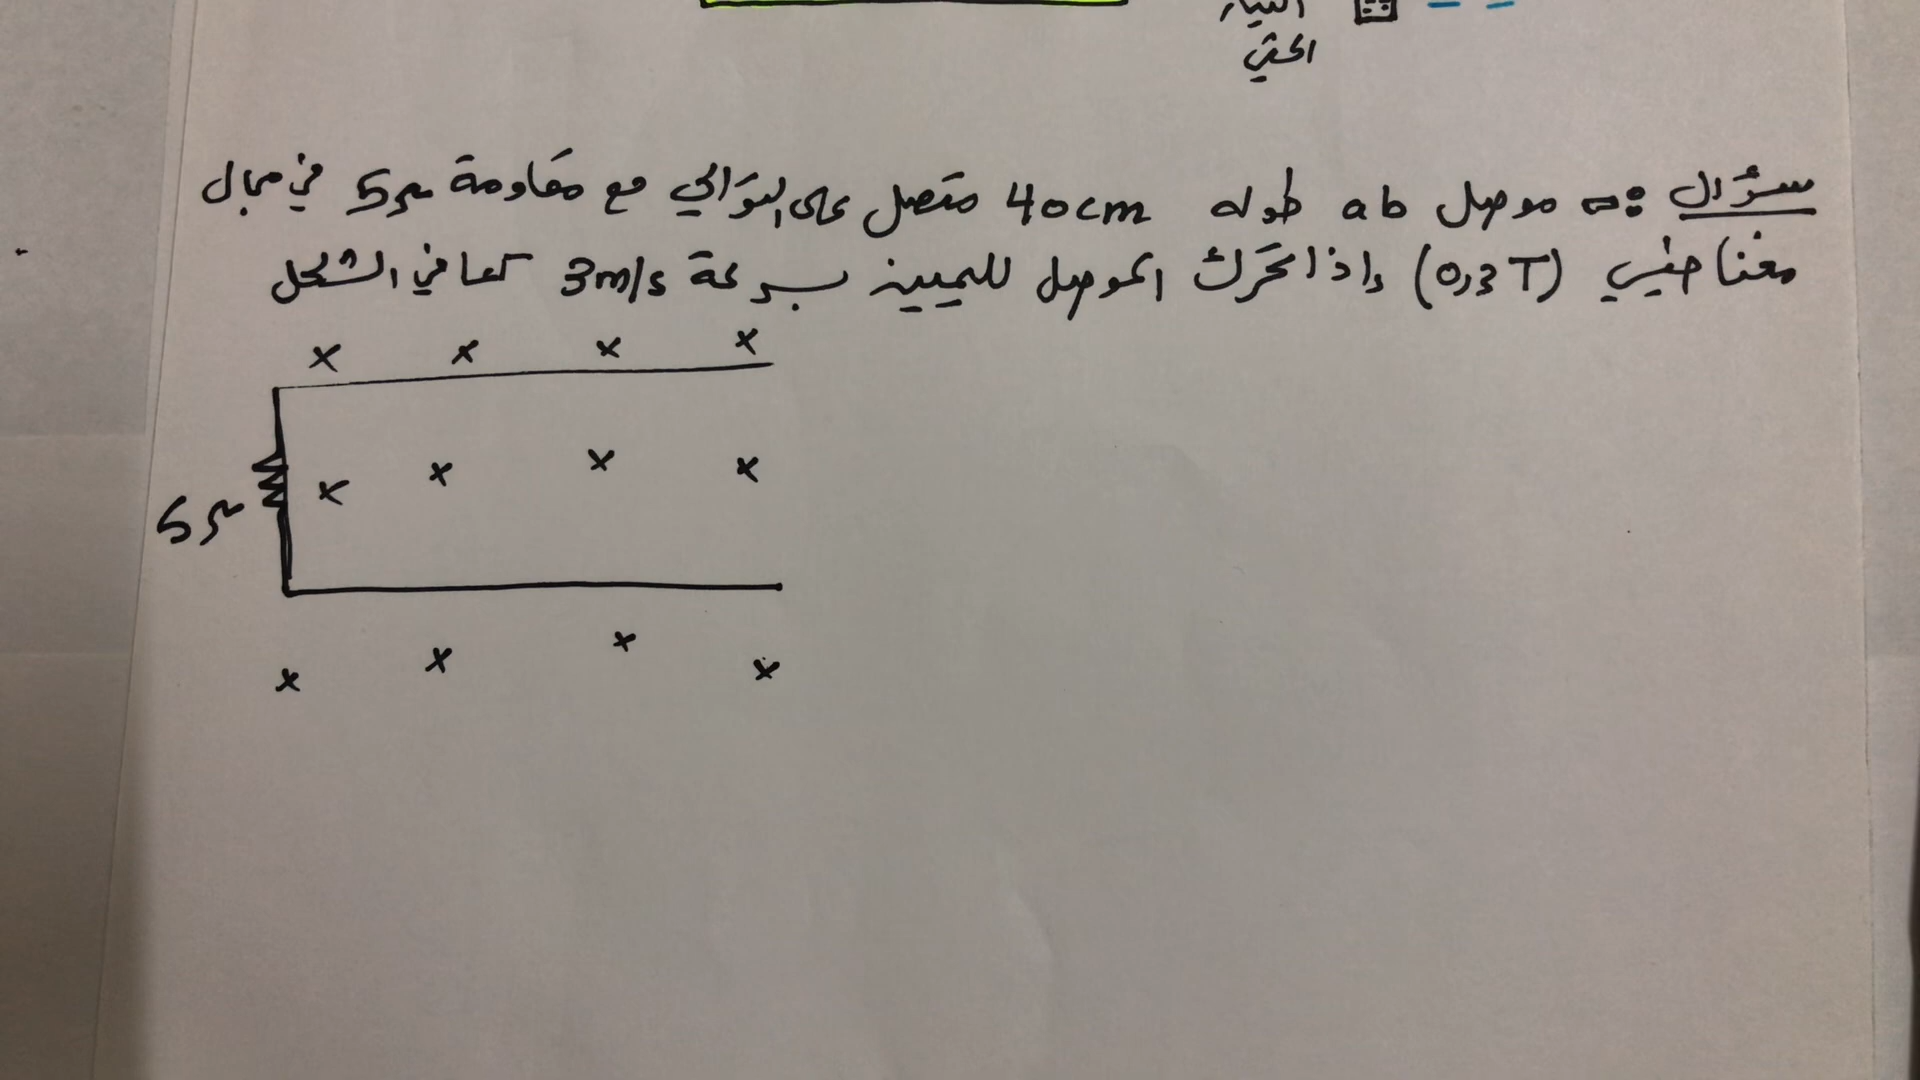 التيار
الحثي
سؤال :- موصل ab طوله 40cm متصل على التوالي مع مقاومة 5Ω في مجال
مغناطيسي (0,3T) إذا تحرك الموصل لليمين بسرعة 3m/s كما في الشكل
x x x x
x x x x
5Ω
x x x x